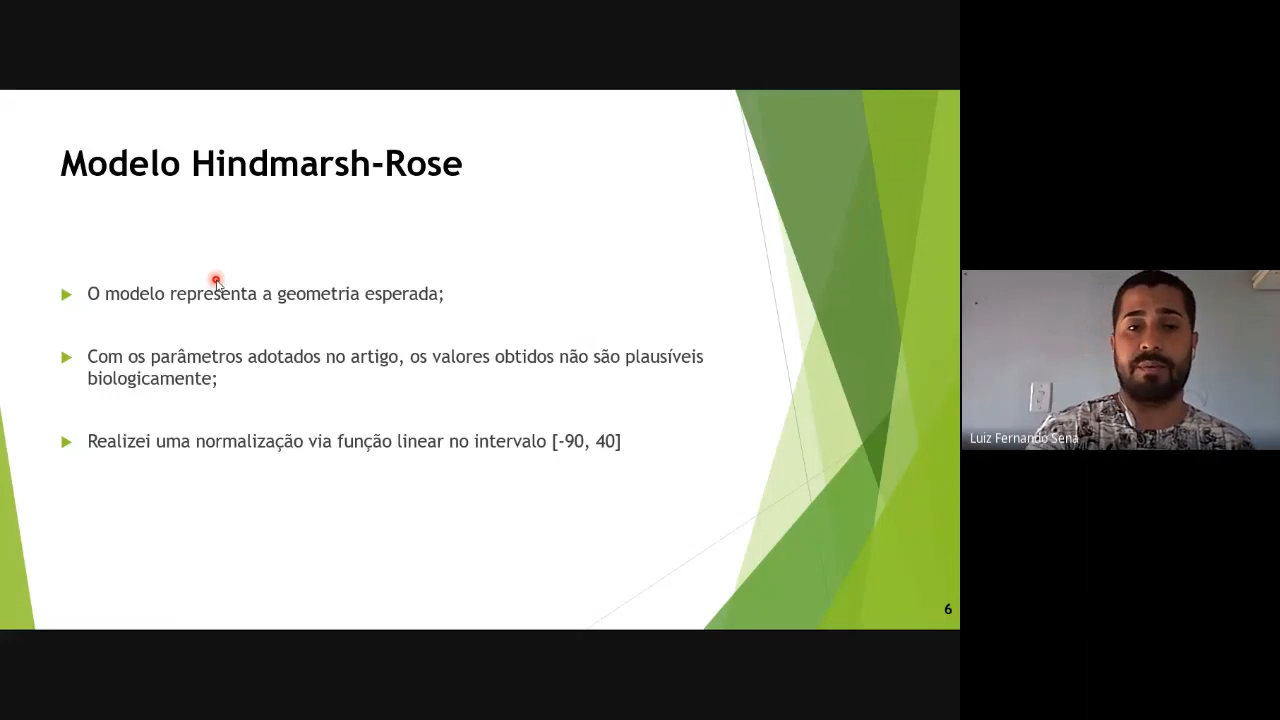 Modelo Hindmarsh-Rose
O modelo representa a geometria esperada;
Com os parâmetros adotados no artigo, os valores obtidos não são plausíveis
biologicamente;
Realizei uma normalização via função linear no intervalo [-90, 40]
6
Luiz Fernando Sena